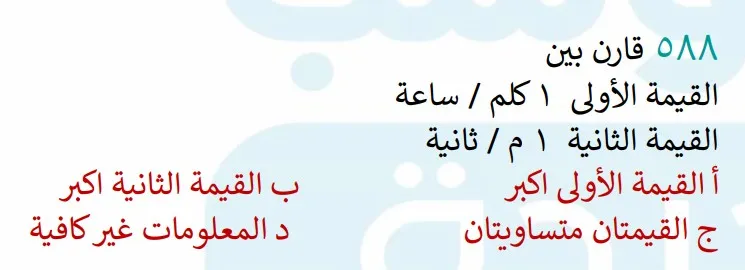 ٥٨٨ قارن بين
القيمة الأولى ١ كلم / ساعة
القيمة الثانية ١ م / ثانية
أ القيمة الأولى اكبر ب القيمة الثانية اكبر
ج القيمتان متساويتان د المعلومات غير كافية